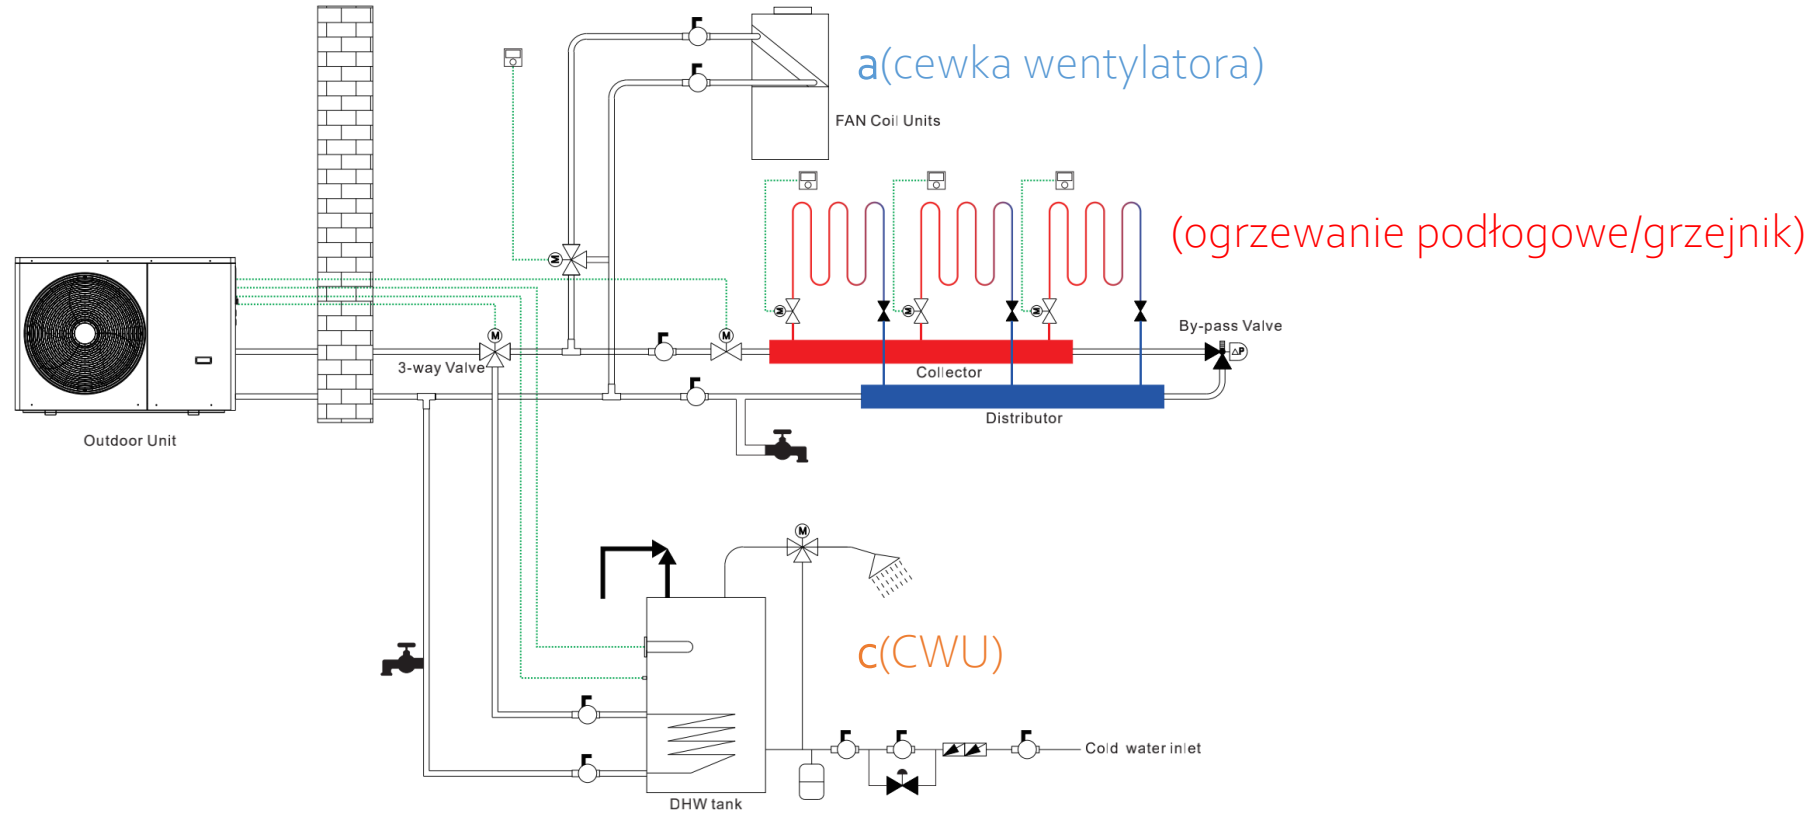 a(cewka wentylatora)
FAN Coil Units
(ogrzewanie podłogowe/grzejnik)
M
M
M
M
By-pass Valve
ΔP
M
M
3-way Valve
Collector
Distributor
Outdoor Unit
M
c(CWU)
Cold water inlet
DHW tank